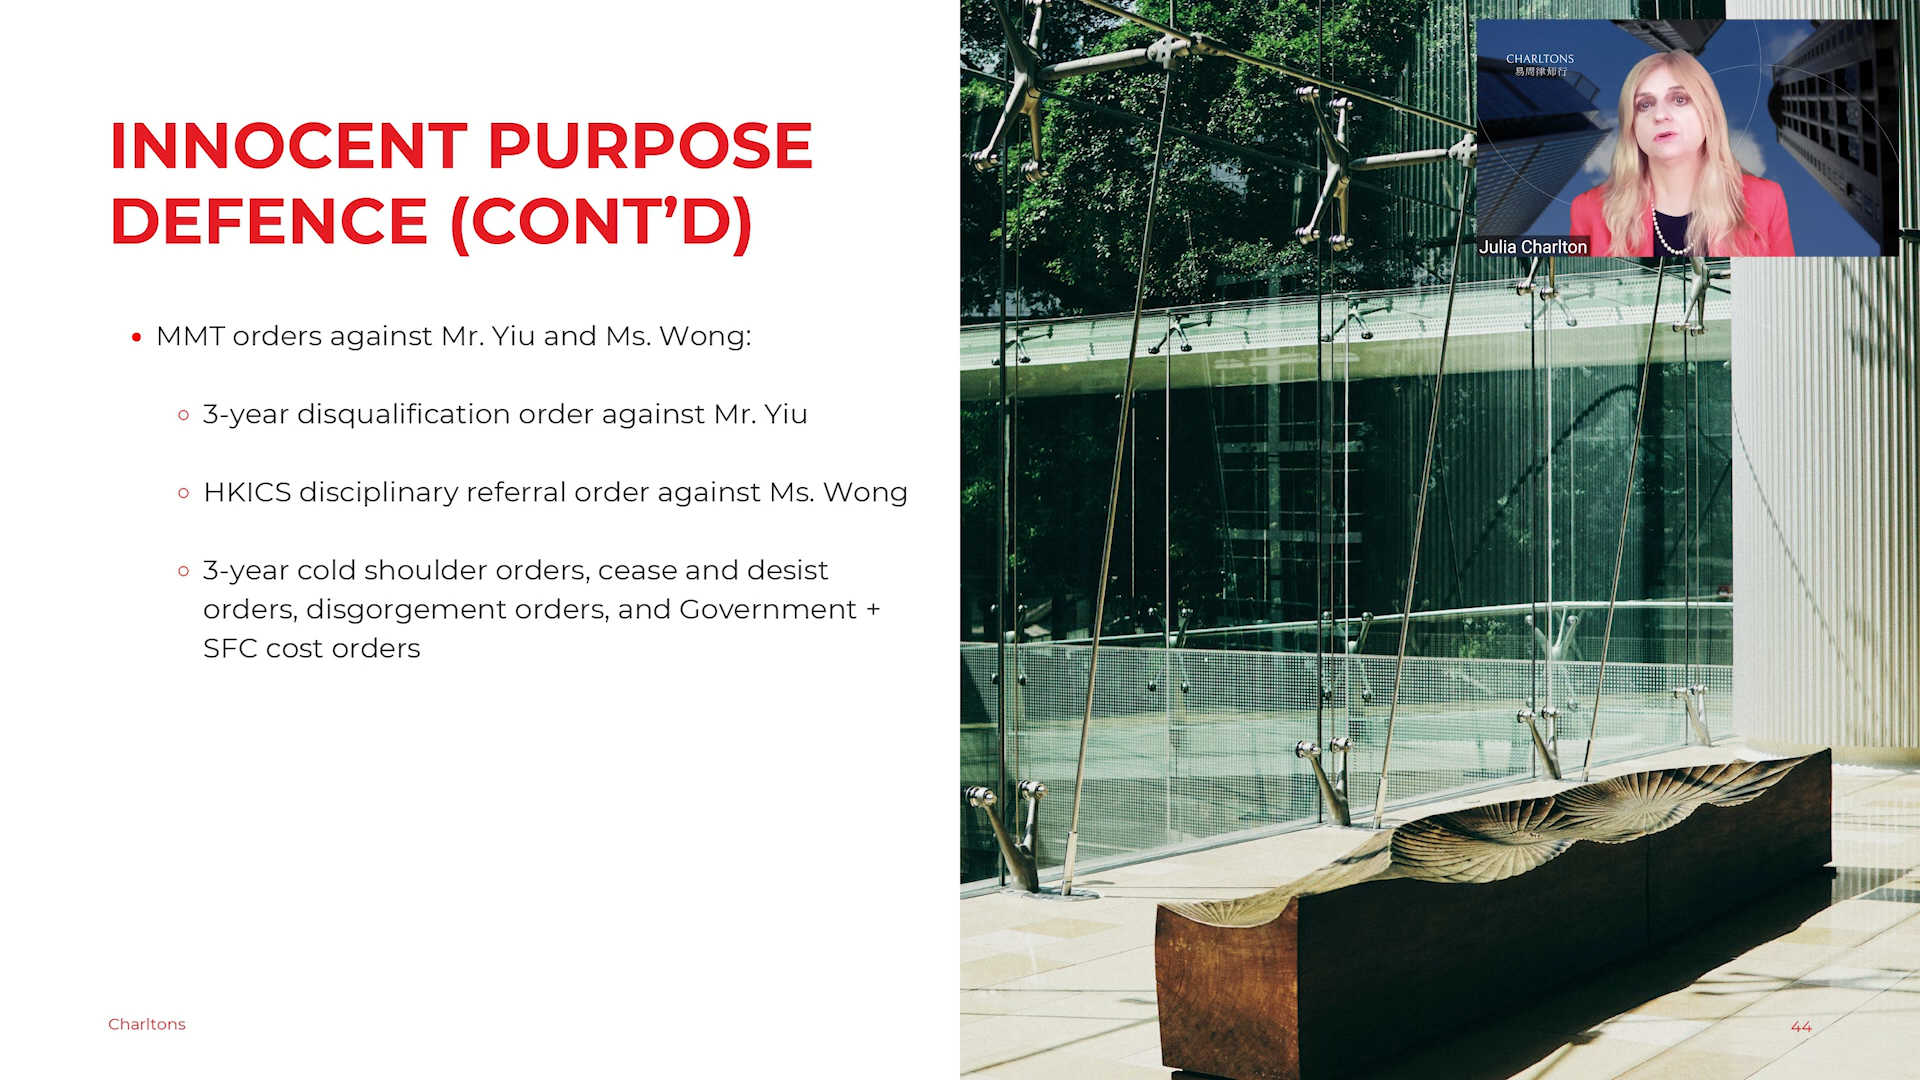 INNOCENT PURPOSE
DEFENCE (CONT’D)
• MMT orders against Mr. Yiu and Ms. Wong:
○ 3-year disqualification order against Mr. Yiu
○ HKICS disciplinary referral order against Ms. Wong
○ 3-year cold shoulder orders, cease and desist
orders, disgorgement orders, and Government +
SFC cost orders
Charltons
44
CHARLTONS
易周律师行
Julia Charlton